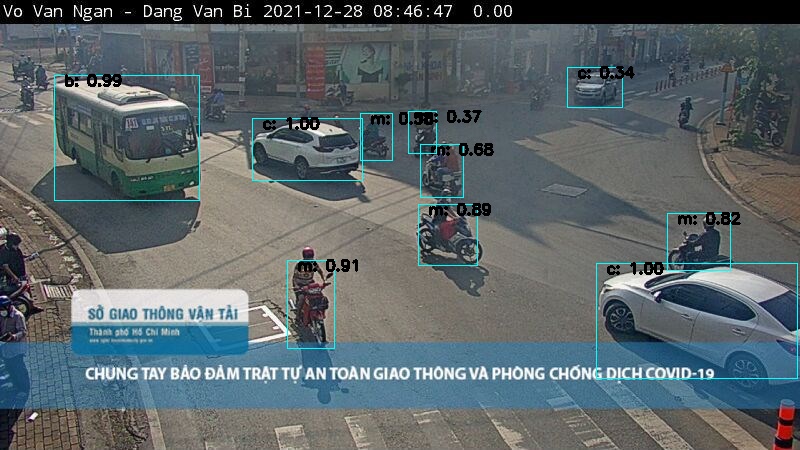 Vo Van Ngan - Dang Van Bi 2021-12-28 08:46:47 0.00
c: 0.34
b: 0.99
c: 1.00
m: 0.37
m: 0.68
m: 0.89
m: 0.82
m: 0.91
c: 1.00
SỞ GIAO THÔNG VẬN TẢI
Thành phố Hồ Chí Minh
CHUNG TAY BẢO ĐẢM TRẬT TỰ AN TOÀN GIAO THÔNG VÀ PHÒNG CHỐNG DỊCH COVID-19